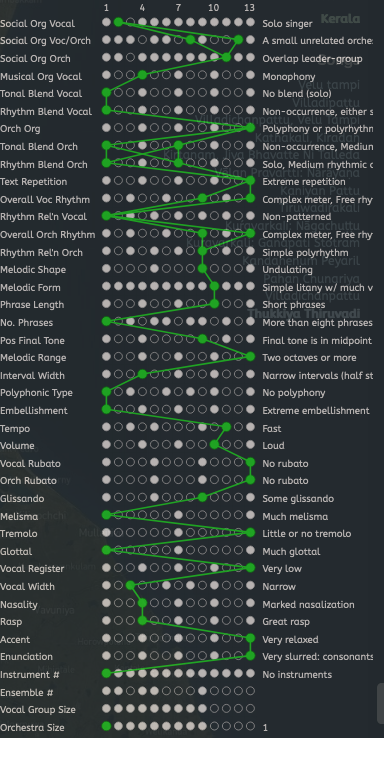 1 4 7 10 13
Kerala
Social Org Vocal Solo singer
Social Org Voc/Orch A small unrelated orche
Social Org Orch Overlap leader-group
Musical Org Vocal Monophony
Velu tampi
Tonal Blend Vocal No blend (solo)
Villadipattu
Rhythm Blend Vocal Non-occurrence, either s
Orch Org Polyphony or polyrhythm
Tonal Blend Orch Non-occurrence, Medium
Rhythm Blend Orch Solo, Medium rhythmic c
Text Repetition Extreme repetition
Kaniyan Pattu
Overall Voc Rhythm Complex meter, Free rhy
Rhythm Rel'n Vocal Non-patterned
Overall Orch Rhythm Complex meter, Free rhy
Rhythm Rel'n Orch Simple polyrhythm
Melodic Shape Undulating
Melodic Form Simple litany w/ much v
Villadichanpattu
Phrase Length Short phrases
Thukkiya Thiruvadi
No. Phrases More than eight phrases
Pos Final Tone Final tone is in midpoint
Melodic Range Two octaves or more
Interval Width Narrow intervals (half st
Polyphonic Type No polyphony
Embellishment Extreme embellishment
Tempo Fast
Volume Loud
Vocal Rubato No rubato
Orch Rubato No rubato
Glissando Some glissando
Melisma Much melisma
Tremolo Little or no tremolo
Glottal Much glottal
Vocal Register Very low
Vocal Width Narrow
Nasality Marked nasalization
Rasp Great rasp
Accent Very relaxed
Enunciation Very slurred: consonants
Instrument # No instruments
Ensemble #
Vocal Group Size
Orchestra Size 1